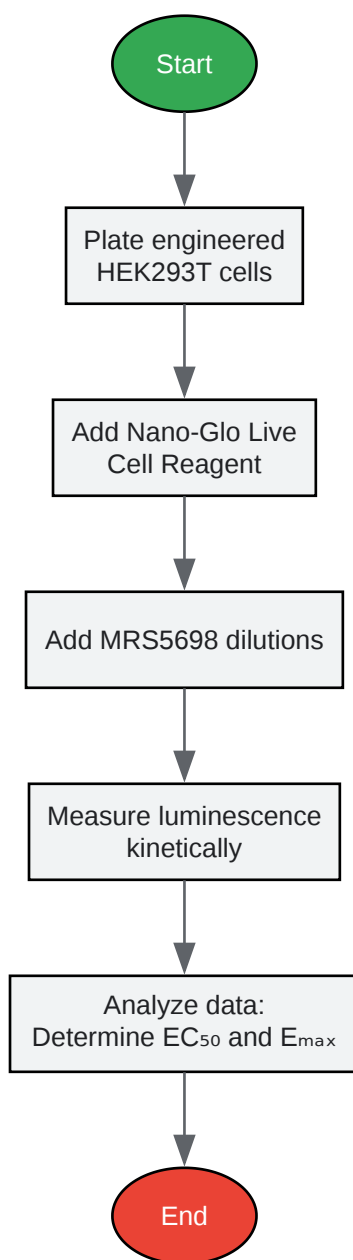 Start
Plate engineered
HEK293T cells
Add Nano-Glo Live
Cell Reagent
Add MRS5698 dilutions
Measure luminescence
kinetically
Analyze data:
Determine EC₅₀ and Eₘₐₓ
End